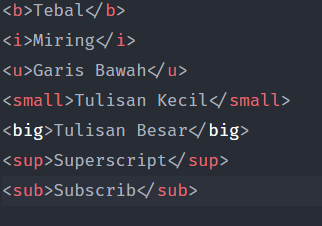 <b>Tebal</b>
<i>Miring</i>
<u>Garis Bawah</u>
<small>Tulisan Kecil</small>
<big>Tulisan Besar</big>
<sup>Superscript</sup>
<sub>Subscrib</sub>